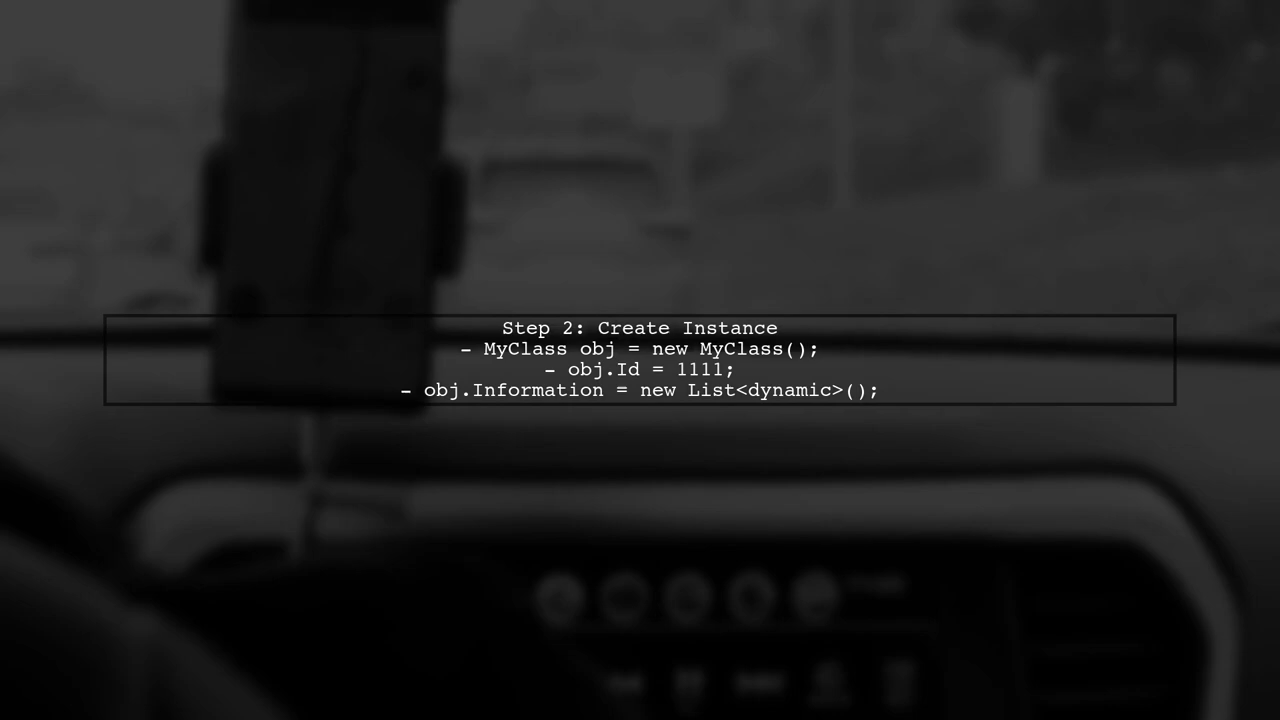 Step 2: Create Instance
- MyClass obj = new MyClass();
- obj.Id = 1111;
- obj.Information = new List<dynamic>();